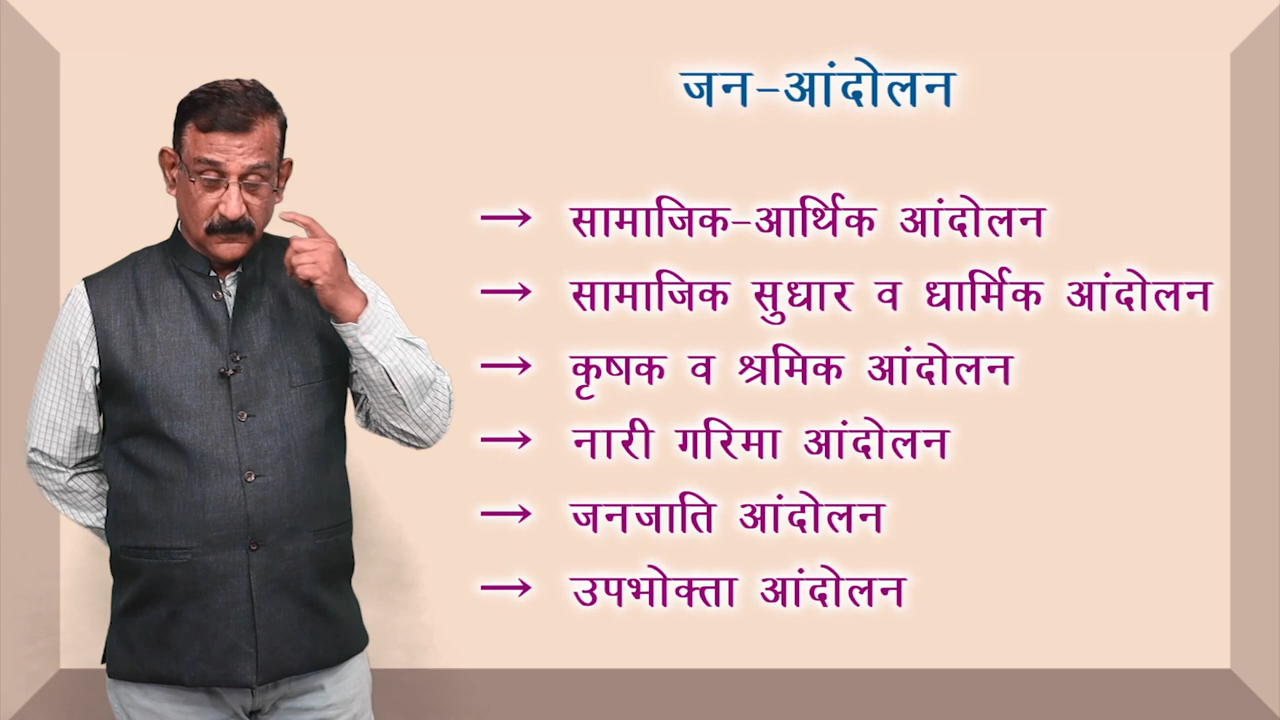 जन-आंदोलन
→ सामाजिक-आर्थिक आंदोलन
→ सामाजिक सुधार व धार्मिक आंदोलन
→ कृषक व श्रमिक आंदोलन
→ नारी गरिमा आंदोलन
→ जनजाति आंदोलन
→ उपभोक्ता आंदोलन